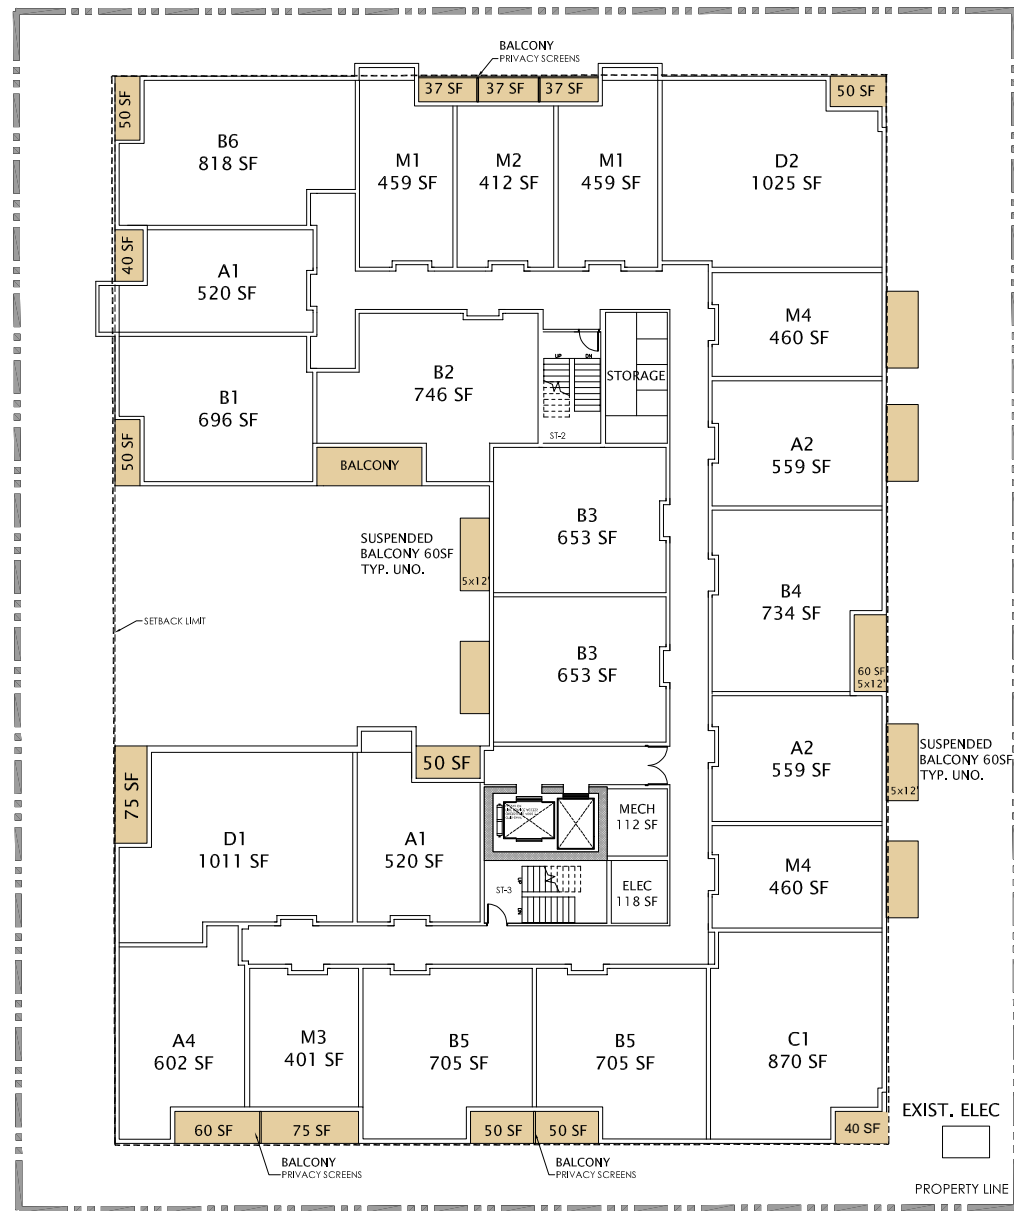 BALCONY
PRIVACY SCREENS
50 SF
37 SF
37 SF
37 SF
50 SF
B6
818 SF
M1
459 SF
M2
412 SF
M1
459 SF
D2
1025 SF
40 SF
A1
520 SF
M4
460 SF
B2
746 SF
UP
DN
STORAGE
B1
696 SF
ST-2
50 SF
BALCONY
A2
559 SF
SUSPENDED
BALCONY 60SF
TYP. UNO.
5x12'
B3
653 SF
B4
734 SF
SETBACK LIMIT
B3
653 SF
60 SF
5x12'
75 SF
50 SF
A2
559 SF
SUSPENDED
BALCONY 60SF
TYP. UNO.
5x12'
MECH
112 SF
D1
1011 SF
A1
520 SF
M4
460 SF
ST-3
UP
DN
ELEC
118 SF
A4
602 SF
M3
401 SF
B5
705 SF
B5
705 SF
C1
870 SF
60 SF
75 SF
50 SF
50 SF
40 SF
EXIST. ELEC
BALCONY
PRIVACY SCREENS
BALCONY
PRIVACY SCREENS
PROPERTY LINE